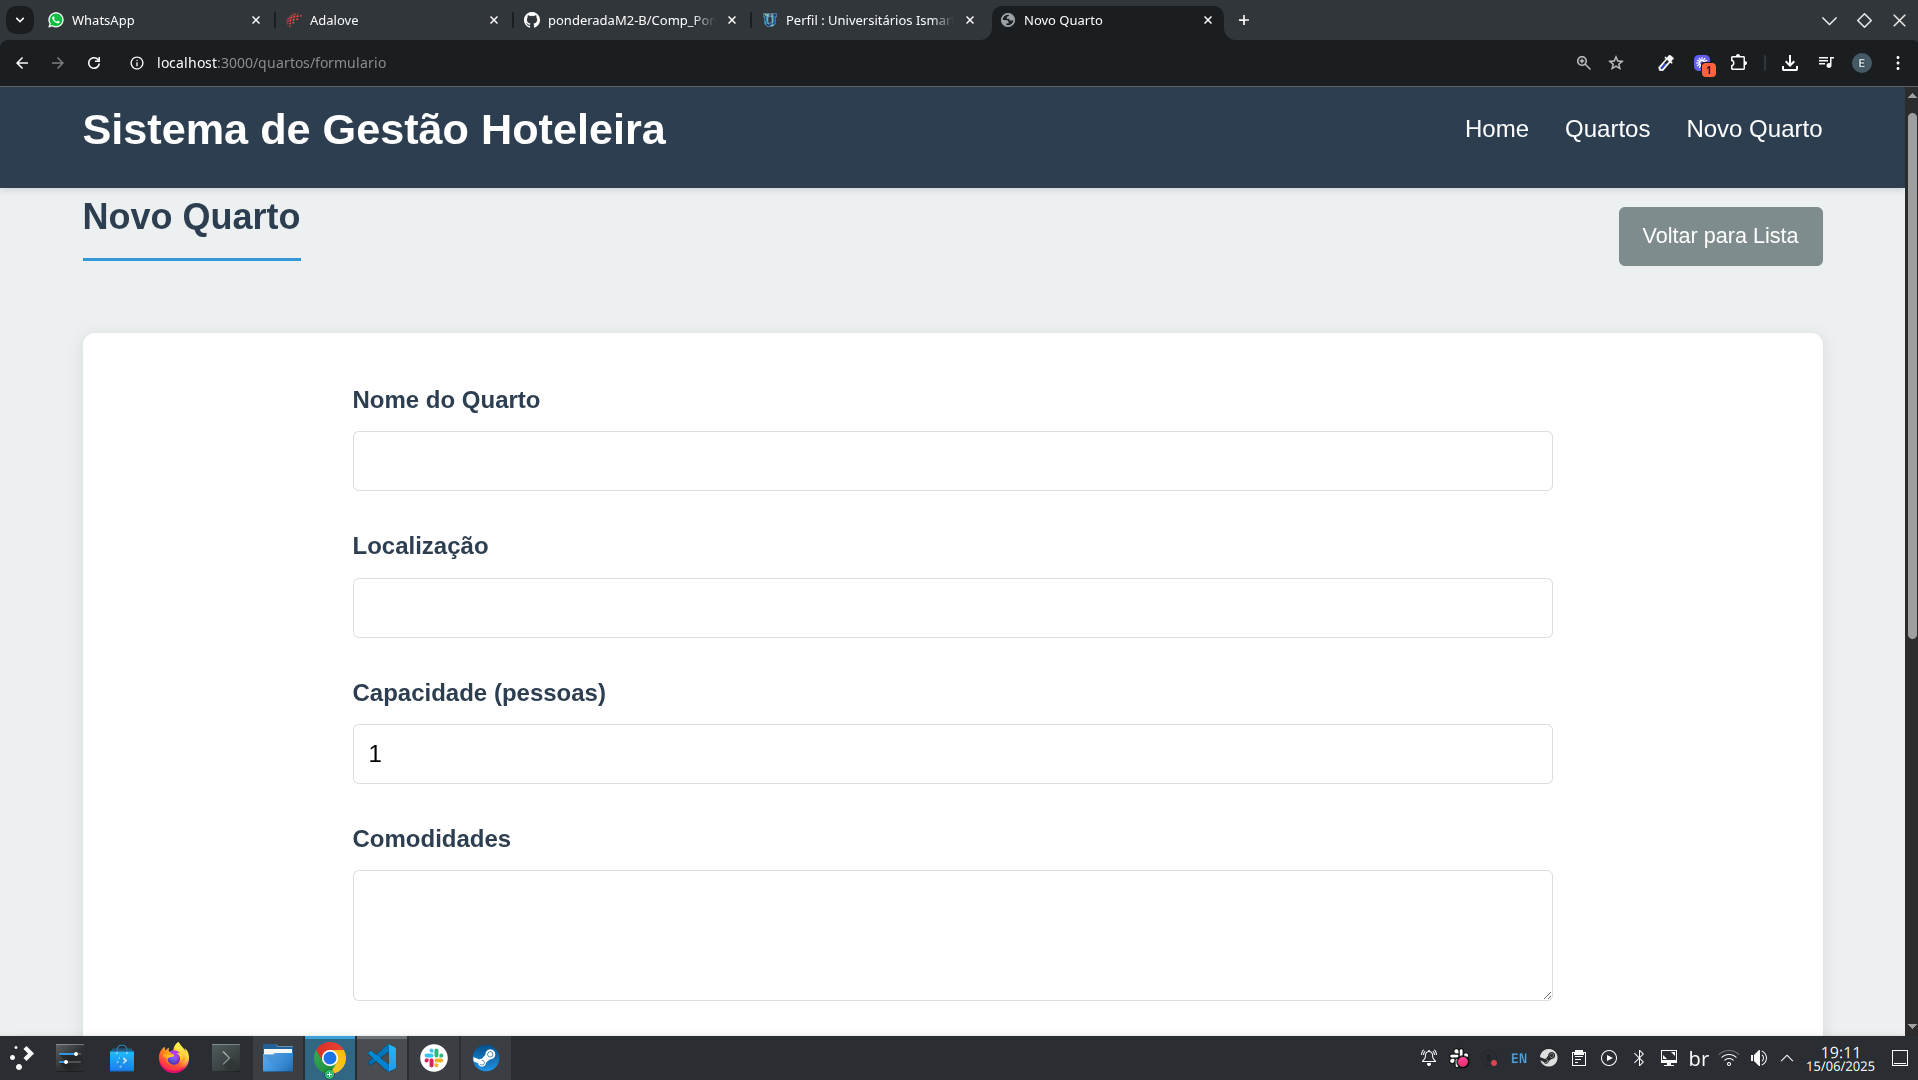 WhatsApp
Adalove
ponderadaM2-B/Comp_Por
Perfil : Universitários Ismar
Novo Quarto
localhost:3000/quartos/formulario
1
E
Sistema de Gestão Hoteleira
Home
Quartos
Novo Quarto
Novo Quarto
Voltar para Lista
Nome do Quarto
Localização
Capacidade (pessoas)
1
Comodidades
EN
br
19:11
15/06/2025